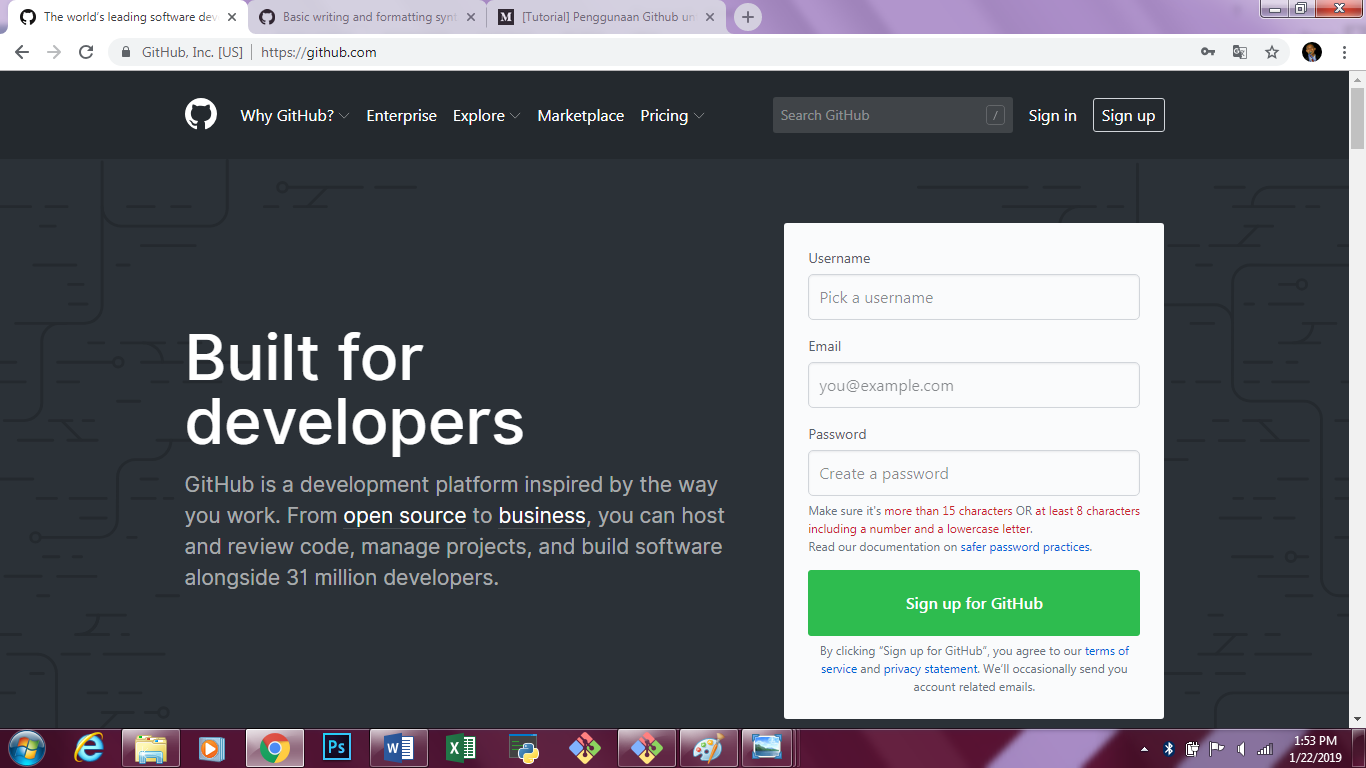 The world's leading software dev
Basic writing and formatting synt
[Tutorial] Penggunaan Github un
GitHub, Inc. [US] | https://github.com
Why GitHub? Enterprise Explore Marketplace Pricing Search GitHub / Sign in Sign up
Built for
developers
GitHub is a development platform inspired by the way
you work. From open source to business, you can host
and review code, manage projects, and build software
alongside 31 million developers.
Username
Pick a username
Email
you@example.com
Password
Create a password
Make sure it's more than 15 characters OR at least 8 characters
including a number and a lowercase letter.
Read our documentation on safer password practices.
Sign up for GitHub
By clicking “Sign up for GitHub”, you agree to our terms of
service and privacy statement. We'll occasionally send you
account related emails.
Ps
1:53 PM
1/22/2019